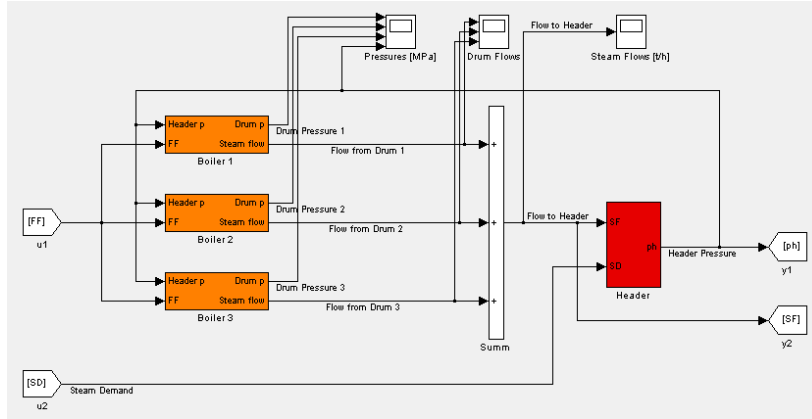 Flow to Header
Pressures [MPa]
Drum Flows
Steam Flows [t/h]
Header p
Drum p
Drum Pressure 1
FF
Steam flow
Flow from Drum 1
Boiler 1
+
Header p
Drum p
Drum Pressure 2
FF
Steam flow
Flow from Drum 2
Boiler 2
[FF]
u1
+
Flow to Header
SF
ph
SD
Header
Header Pressure
[ph]
y1
Header p
Drum p
Drum Pressure 3
FF
Steam flow
Flow from Drum 3
Boiler 3
+
Summ
[SF]
y2
[SD]
Steam Demand
u2